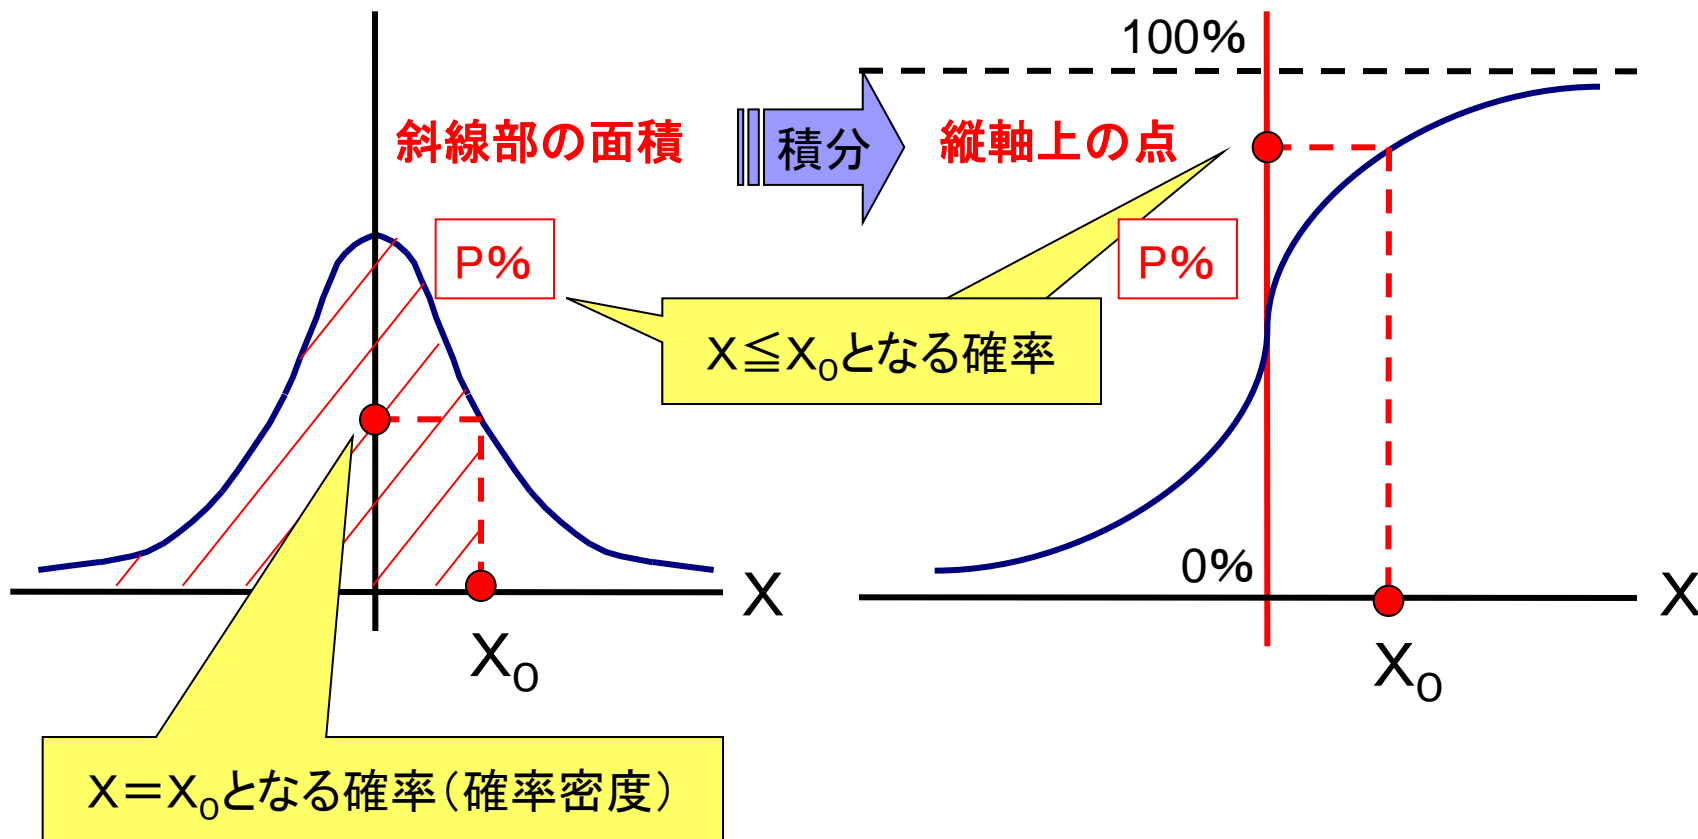 100%
斜線部の面積
積分
縦軸上の点
P%
P%
X≦X₀となる確率
0%
X
X
X₀
X₀
X=X₀となる確率(確率密度)